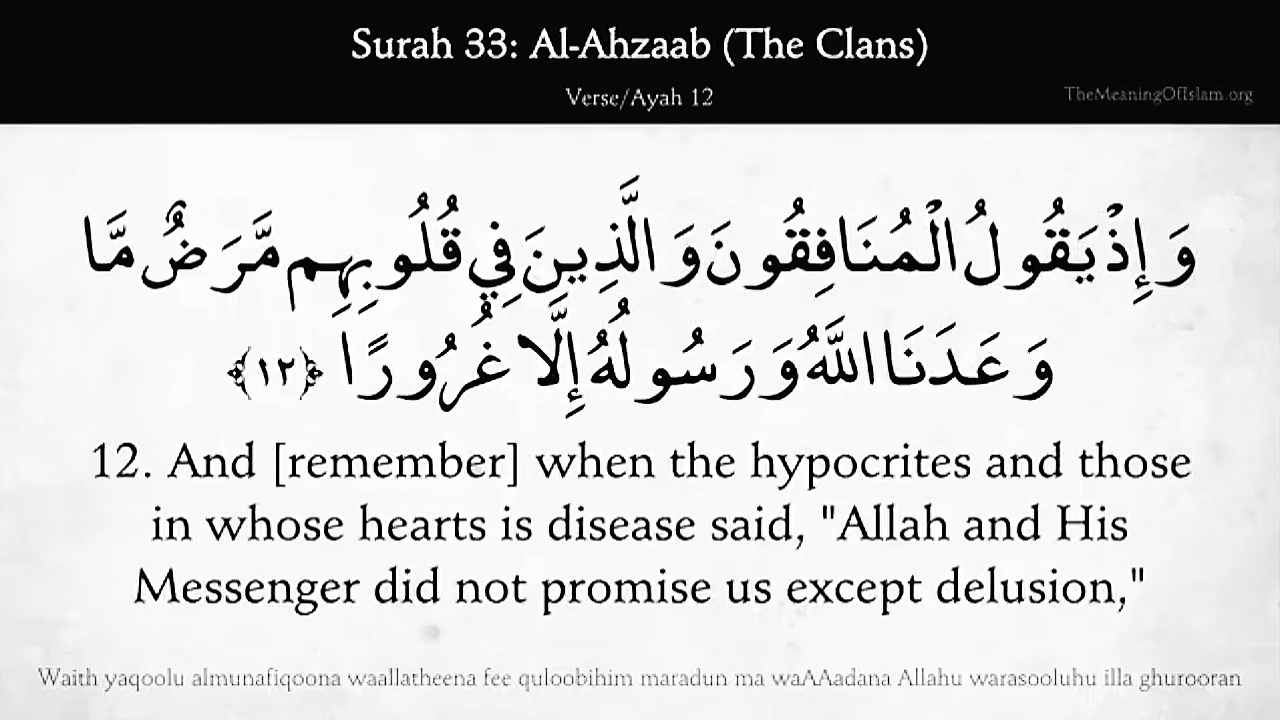 Surah 33: Al-Ahzaab (The Clans)
Verse/Ayah 12
TheMeaningOfIslam.org
وَإِذْ يَقُولُ الْمُنَافِقُونَ وَالَّذِينَ فِي قُلُوبِهِم مَّرَضٌ مَّا
وَعَدَنَا اللَّهُ وَرَسُولُهُ إِلَّا غُرُورًا ﴿١٢﴾
12. And [remember] when the hypocrites and those
in whose hearts is disease said, "Allah and His
Messenger did not promise us except delusion,"
Waith yaqoolu almunafiqoona waallatheena fee quloobihim maradun ma waAAadana Allahu warasooluhu illa ghurooran